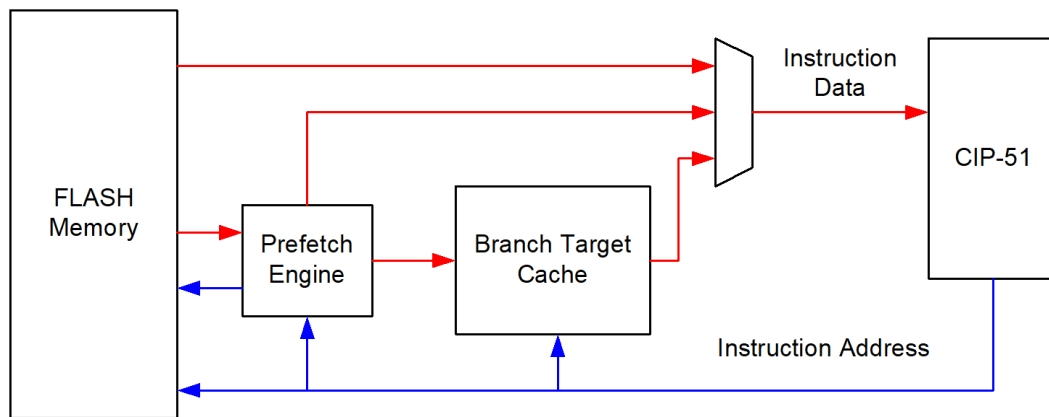 FLASH
Memory
Prefetch
Engine
Branch Target
Cache
Instruction
Data
CIP-51
Instruction Address